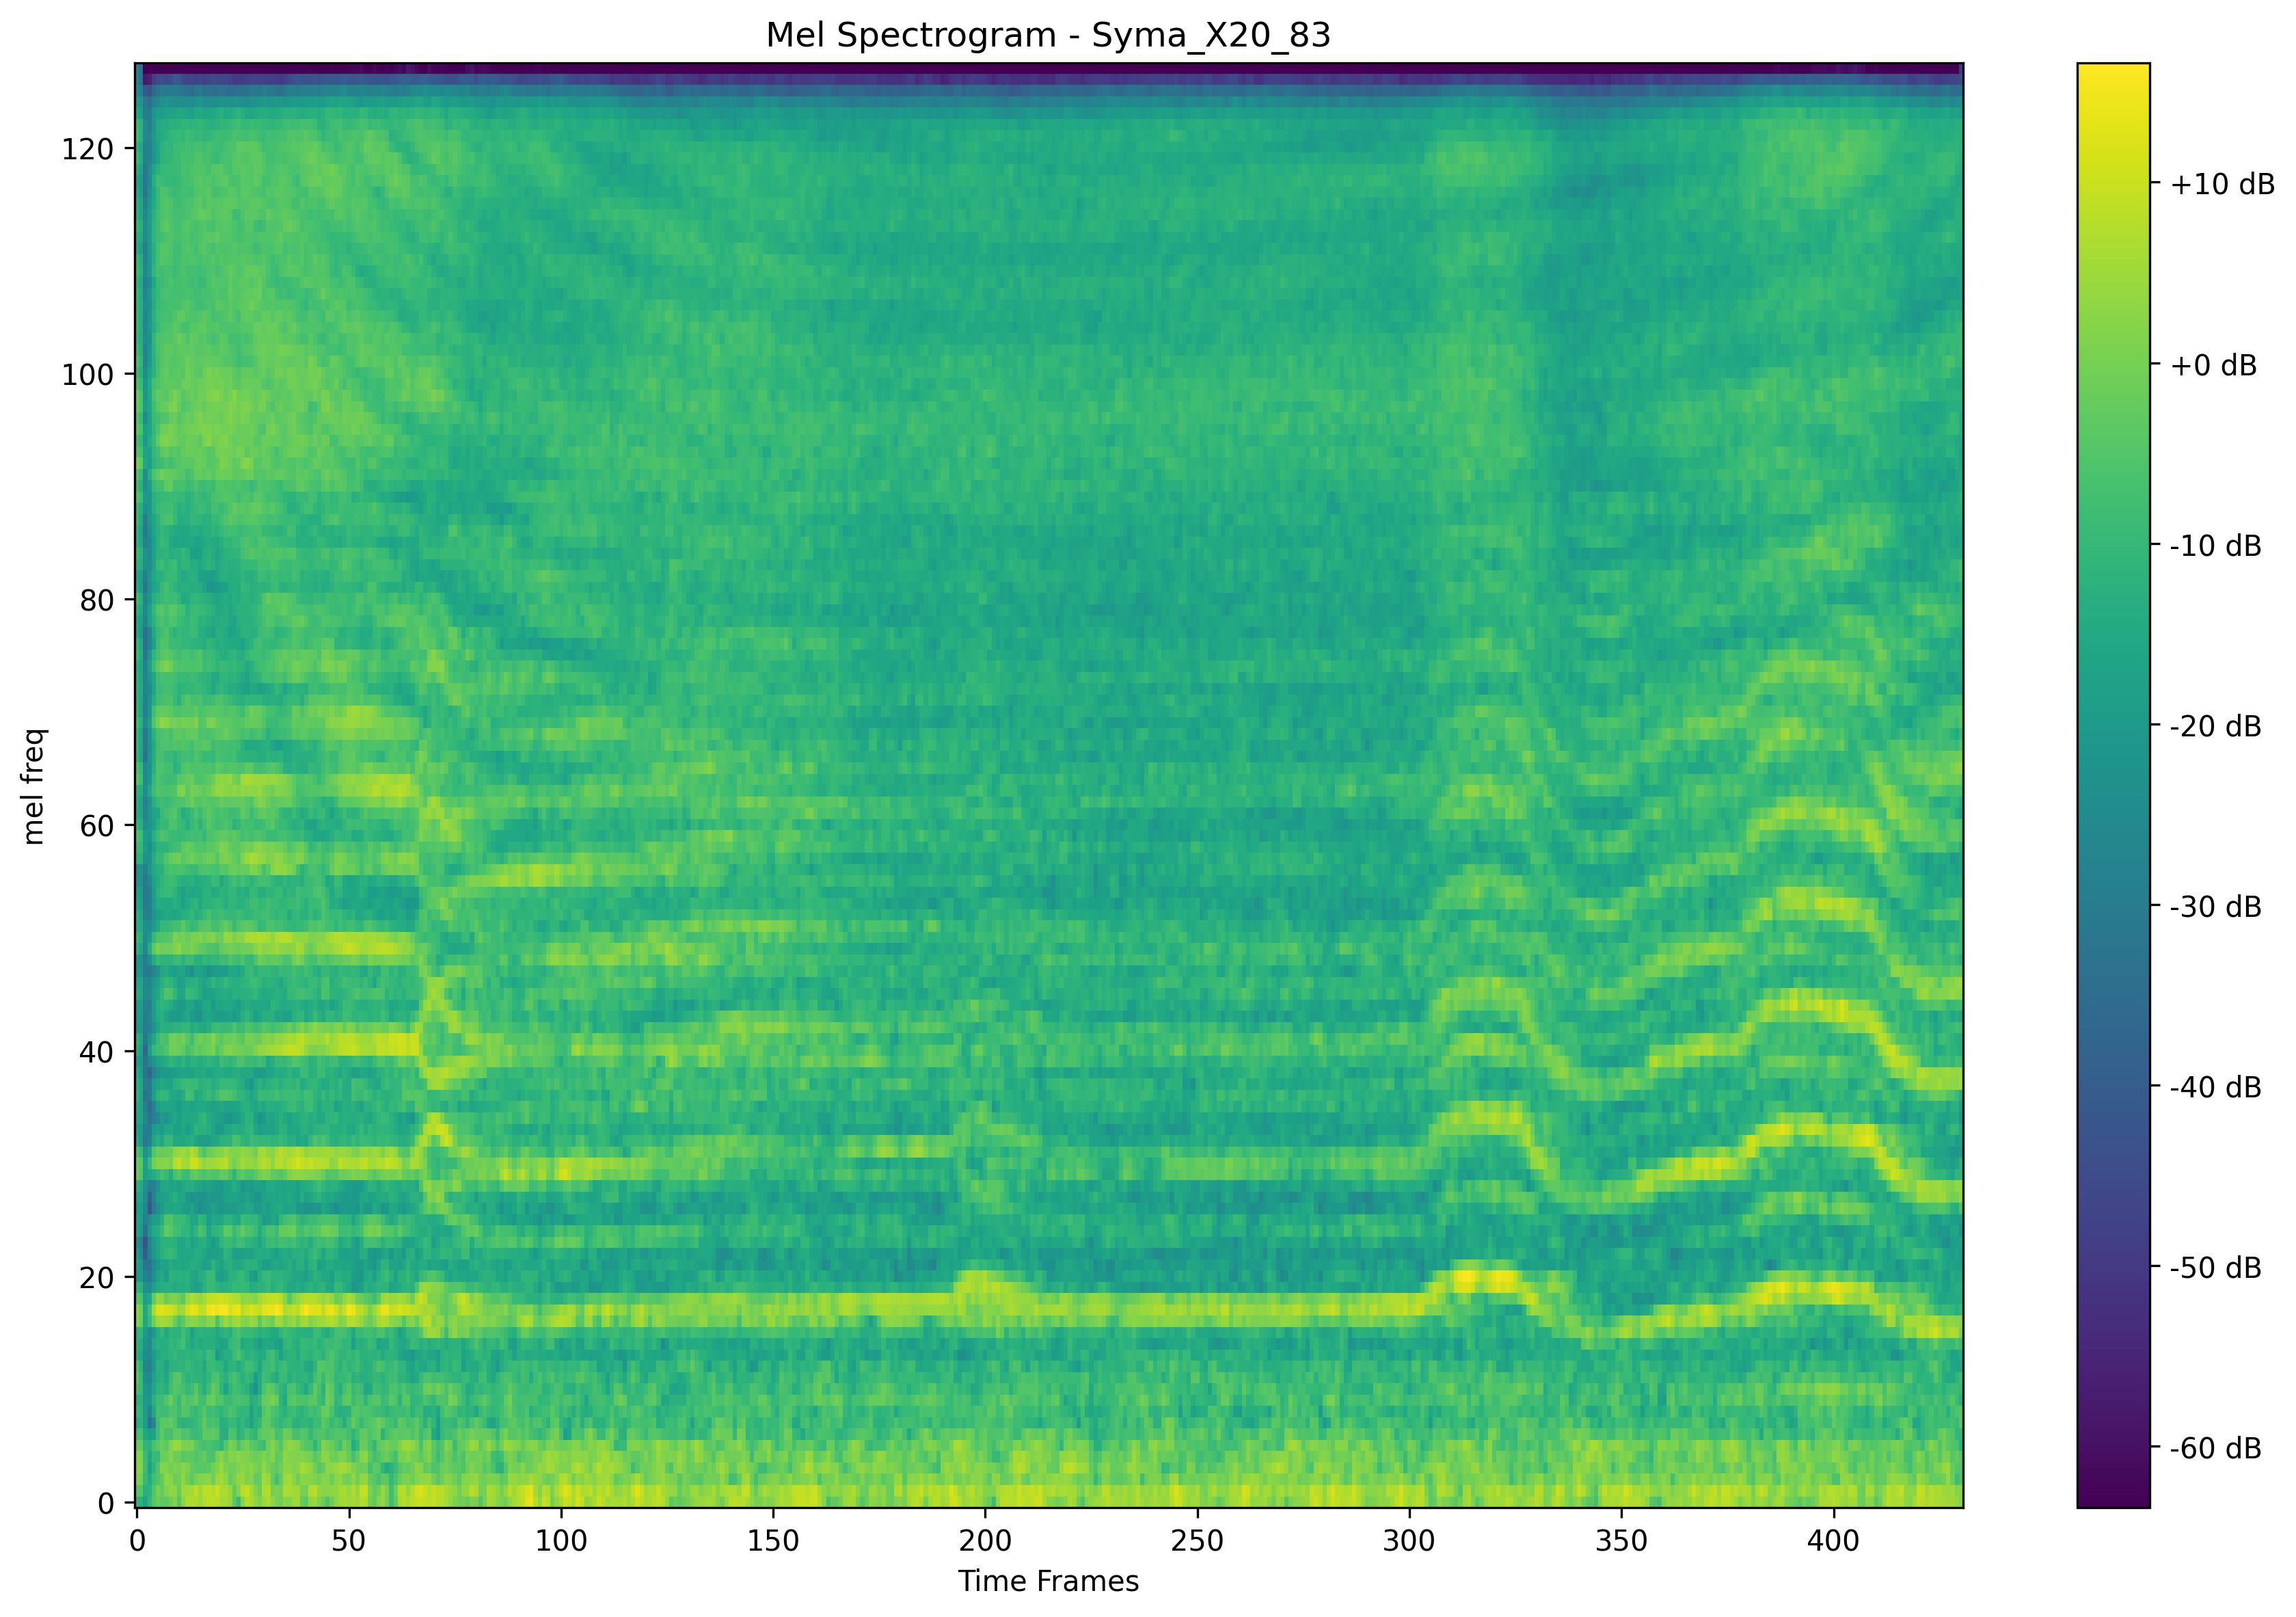 Mel Spectrogram - Syma_X20_83
mel freq
120
100
80
60
40
20
0
0 50 100 150 200 250 300 350 400
Time Frames
+10 dB
+0 dB
-10 dB
-20 dB
-30 dB
-40 dB
-50 dB
-60 dB